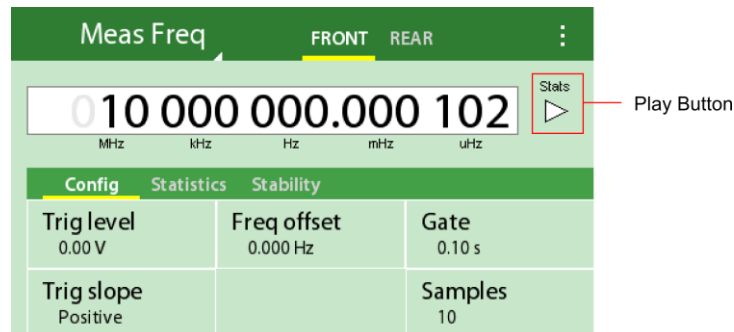 Meas Freq FRONT REAR
Stats
010 000 000.000 102
MHz kHz Hz mHz uHz
Play Button
Config Statistics Stability
Trig level Freq offset Gate
0.00 V 0.000 Hz 0.10 s
Trig slope Samples
Positive 10